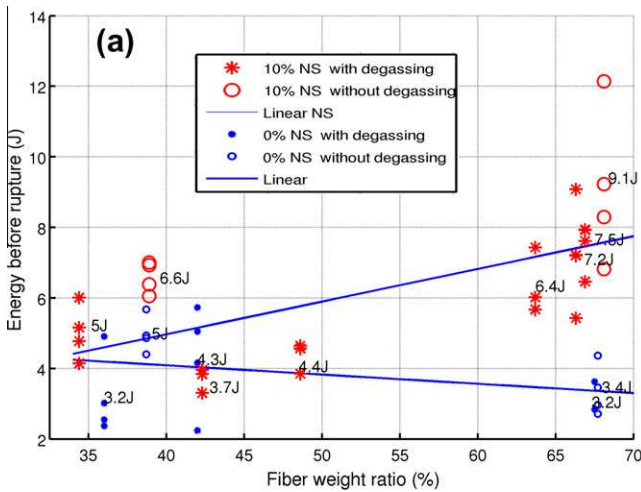 (a)
10% NS with degassing
10% NS without degassing
Linear NS
0% NS with degassing
0% NS without degassing
Linear
14
12
10
8
6
4
2
Energy before rupture (J)
9.1J
7.5J
7.2J
6.4J
6.6J
5J
5J
4.3J
4.4J
3.7J
3.2J
3.4J
3.2J
35
40
45
50
55
60
65
70
Fiber weight ratio (%)